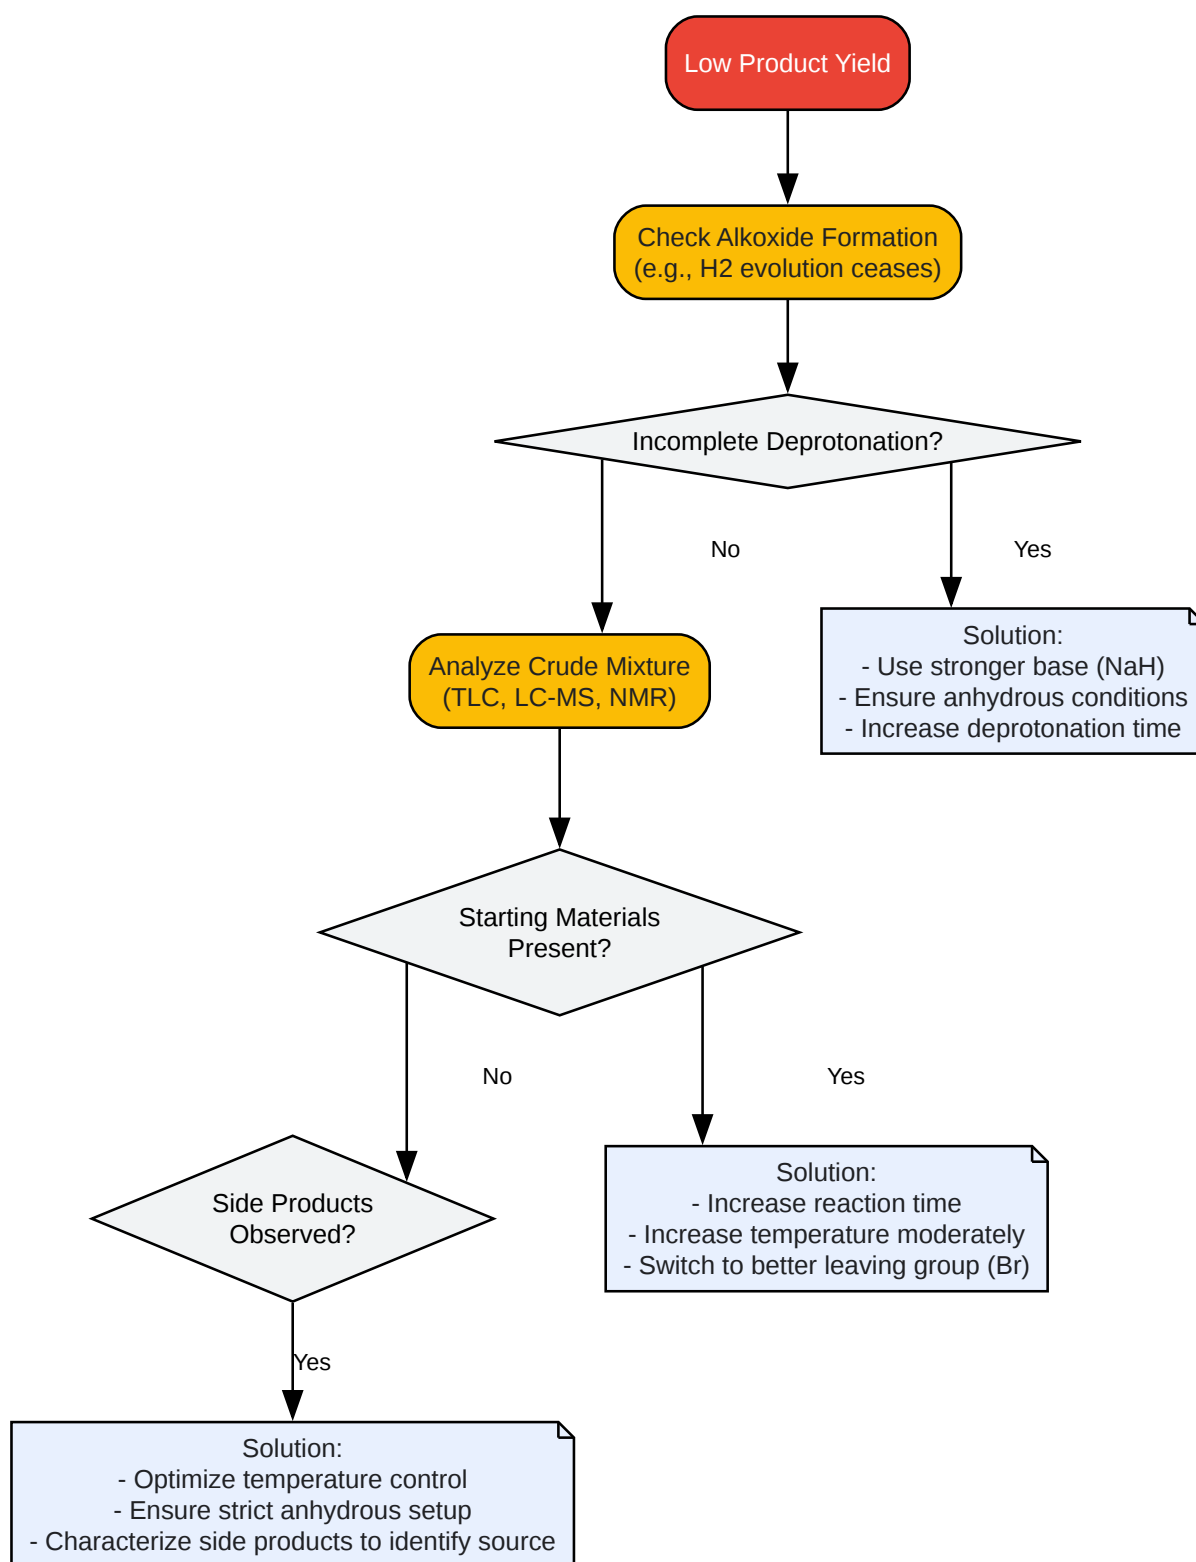 Low Product Yield
Check Alkoxide Formation
(e.g., H2 evolution ceases)
Incomplete Deprotonation?
No
Yes
Solution:
- Use stronger base (NaH)
- Ensure anhydrous conditions
- Increase deprotonation time
Analyze Crude Mixture
(TLC, LC-MS, NMR)
Starting Materials
Present?
No
Yes
Solution:
- Increase reaction time
- Increase temperature moderately
- Switch to better leaving group (Br)
Side Products
Observed?
Yes
Solution:
- Optimize temperature control
- Ensure strict anhydrous setup
- Characterize side products to identify source